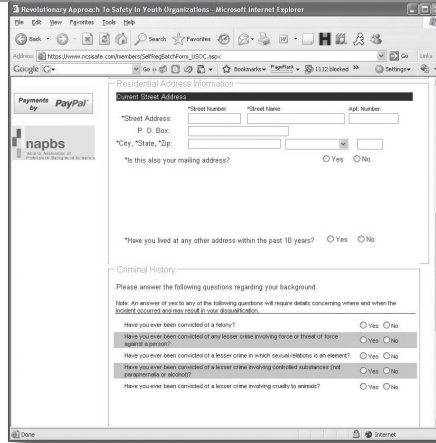 Revolutionary Approach To Safety In Youth Organizations - Microsoft Internet Explorer
File Edit View Favorites Tools Help
Back Search Favorites
Address https://www.ncsisafe.com/members/SelfRegBatchForm_USOC.aspx Go Links
Google G Go Bookmarks PageRank 1112 blocked Settings
Payments by PayPal
napbs
Residential Address Information
Current Street Address
*Street Number *Street Name Apt. Number:
*Street Address:
P. O. Box:
*City, *State, *Zip:
*Is this also your mailing address? Yes No
*Have you lived at any other address within the past 10 years? Yes No
Criminal History
Please answer the following questions regarding your background.
Note: An answer of yes to any of the following questions will require details concerning where and when the
incident occurred and may result in your disqualification.
Have you ever been convicted of a felony? Yes No
Have you ever been convicted of any lesser crime involving force or threat of force
against a person? Yes No
Have you ever been convicted of a lesser crime in which sexual relations is an element? Yes No
Have you ever been convicted of a lesser crime involving controlled substances (not
paraphernalia or alcohol)? Yes No
Have you ever been convicted of a lesser crime involving cruelty to animals? Yes No
Done Internet